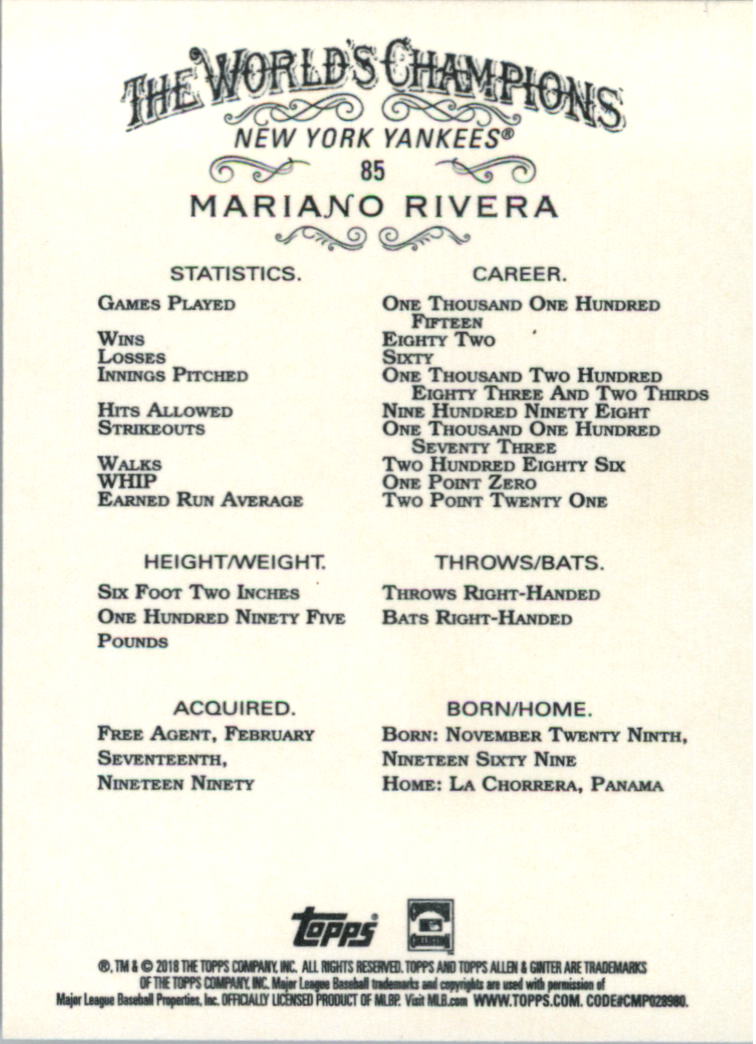 THE WORLD'S CHAMPIONS
NEW YORK YANKEES®
85
MARIANO RIVERA
STATISTICS. CAREER.
GAMES PLAYED ONE THOUSAND ONE HUNDRED
FIFTEEN
WINS EIGHTY TWO
LOSSES SIXTY
INNINGS PITCHED ONE THOUSAND TWO HUNDRED
EIGHTY THREE AND TWO THIRDS
HITS ALLOWED NINE HUNDRED NINETY EIGHT
STRIKEOUTS ONE THOUSAND ONE HUNDRED
SEVENTY THREE
WALKS TWO HUNDRED EIGHTY SIX
WHIP ONE POINT ZERO
EARNED RUN AVERAGE TWO POINT TWENTY ONE
HEIGHT/WEIGHT.
SIX FOOT TWO INCHES
ONE HUNDRED NINETY FIVE
POUNDS
THROWS/BATS.
THROWS RIGHT-HANDED
BATS RIGHT-HANDED
ACQUIRED.
FREE AGENT, FEBRUARY
SEVENTEENTH,
NINETEEN NINETY
BORN/HOME.
BORN: NOVEMBER TWENTY NINTH,
NINETEEN SIXTY NINE
HOME: LA CHORRERA, PANAMA
TOPPS®
®, TM & © 2018 THE TOPPS COMPANY, INC. ALL RIGHTS RESERVED. TOPPS AND TOPPS ALLEN & GINTER ARE TRADEMARKS
OF THE TOPPS COMPANY, INC. Major League Baseball trademarks and copyrights are used with permission of
Major League Baseball Properties, Inc. OFFICIALLY LICENSED PRODUCT OF MLBP. Visit MLB.com WWW.TOPPS.COM. CODE#CMP028980.